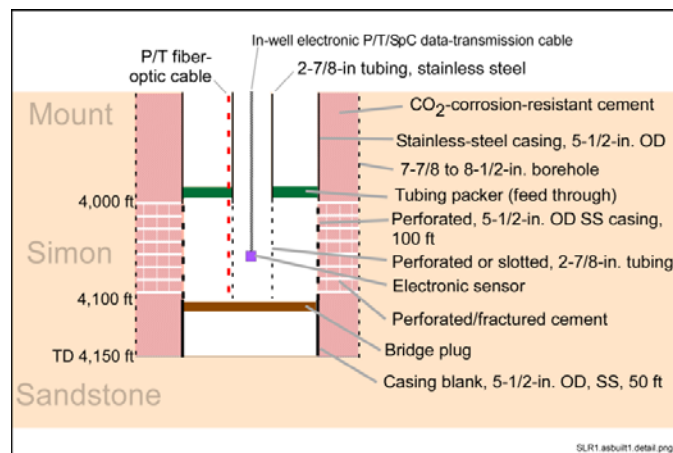 In-well electronic P/T/SpC data-transmission cable
P/T fiber-
optic cable
2-7/8-in tubing, stainless steel
Mount
CO2-corrosion-resistant cement
Stainless-steel casing, 5-1/2-in. OD
7-7/8 to 8-1/2-in. borehole
4,000 ft
Tubing packer (feed through)
Perforated, 5-1/2-in. OD SS casing,
100 ft
Simon
Perforated or slotted, 2-7/8-in. tubing
Electronic sensor
4,100 ft
Perforated/fractured cement
Bridge plug
TD 4,150 ft
Casing blank, 5-1/2-in. OD, SS, 50 ft
Sandstone
SLR1.asbuilt1.detail.png